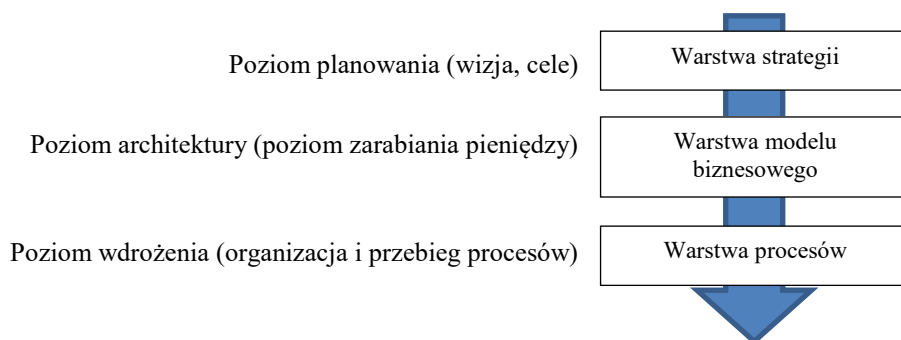 Poziom planowania (wizja, cele)
Warstwa strategii
Poziom architektury (poziom zarabiania pieniędzy)
Warstwa modelu
biznesowego
Poziom wdrożenia (organizacja i przebieg procesów)
Warstwa procesów